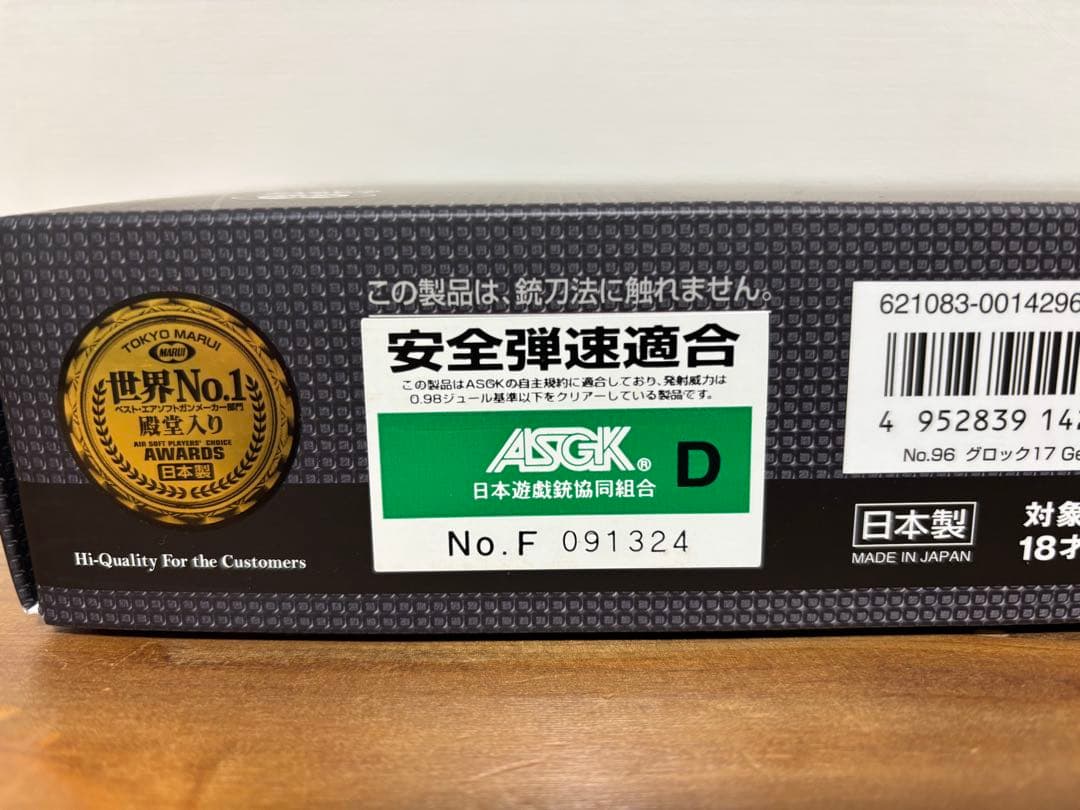 TOKYO MARUI
MARUI
世界No.1
ベスト・エアソフトガンメーカー部門
殿堂入り
AIR SOFT PLAYERS' CHOICE
AWARDS
日本製
Hi-Quality For the Customers
この製品は、銃刀法に触れません。
安全弾速適合
この製品はASGKの自主規約に適合しており、発射威力は
0.98ジュール基準以下をクリアーしている製品です。
ASGK® D
日本遊戯銃協同組合
No.F 091324
621083-0014296
4 952839 14
No.96 グロック17 Ge
日本製
MADE IN JAPAN
対象
18才